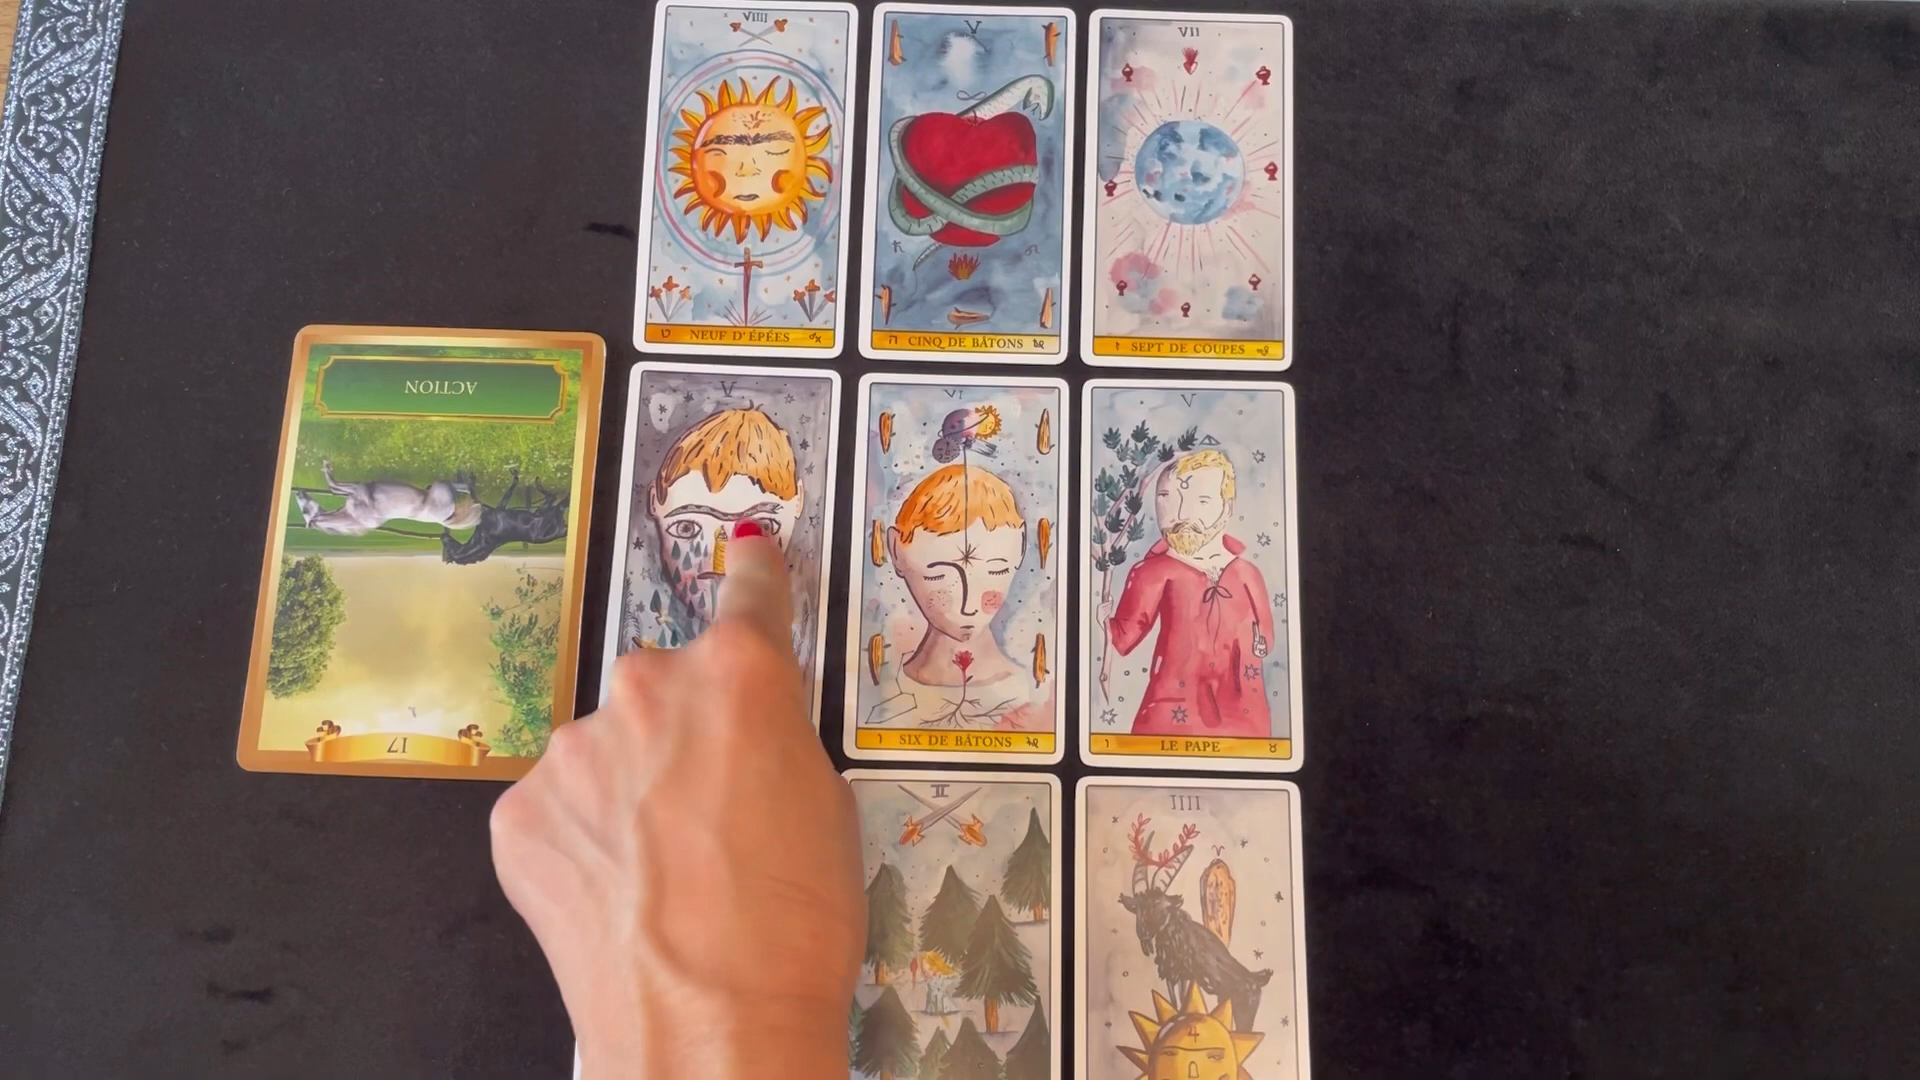 VIIII
V
VII
NEUF D'ÉPÉES
CINQ DE BÂTONS
SEPT DE COUPES
ACTION
17
V
VI
V
SIX DE BÂTONS
LE PAPE
II
IIII